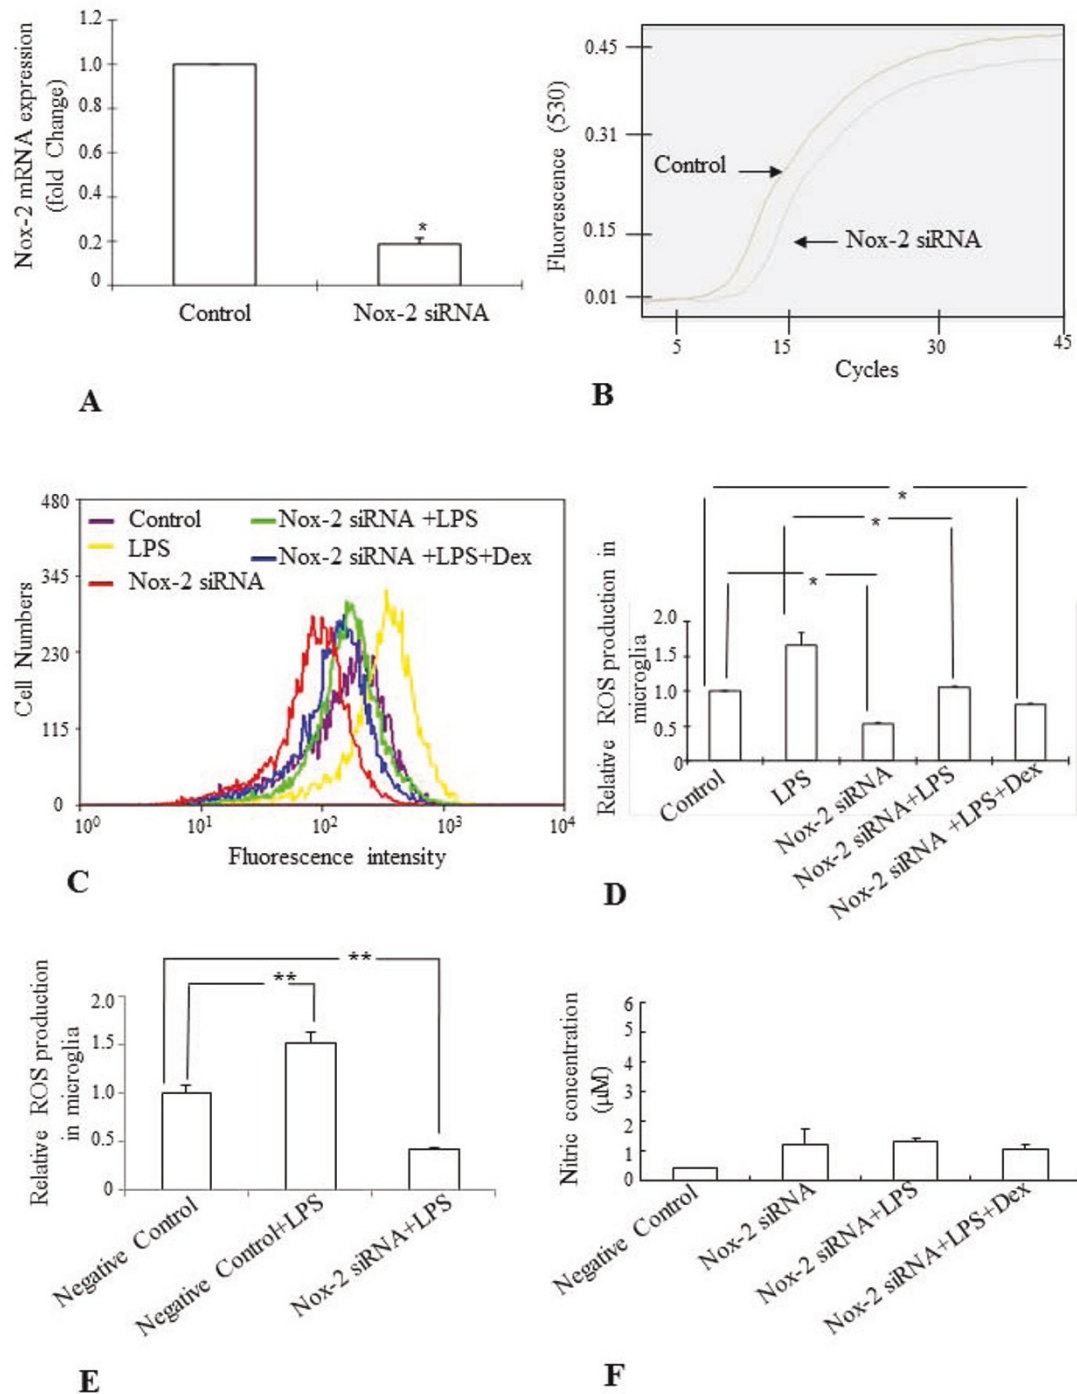 Nox-2 mRNA expression
(fold Change)
1.2
1.0
0.8
0.6
0.4
0.2
0
*
Control
Nox-2 siRNA
A
Fluorescence (530)
0.45
0.31
0.15
0.01
Control
Nox-2 siRNA
5
15
30
45
Cycles
B
Cell Numbers
480
345
230
115
0
Control
LPS
Nox-2 siRNA
Nox-2 siRNA +LPS
Nox-2 siRNA +LPS+Dex
10⁰
10¹
10²
10³
10⁴
Fluorescence intensity
C
Relative ROS production in
microglia
2.0
1.5
1.0
0.5
0
*
*
*
Control
LPS
Nox-2 siRNA
Nox-2 siRNA+LPS
Nox-2 siRNA +LPS+Dex
D
Relative ROS production
in microglia
2.0
1.5
1.0
0.5
0
**
**
Negative Control
Negative Control+LPS
Nox-2 siRNA+LPS
E
Nitric concentration
(μM)
6
5
4
3
2
1
0
Negative Control
Nox-2 siRNA
Nox-2 siRNA+LPS
Nox-2 siRNA+LPS+Dex
F